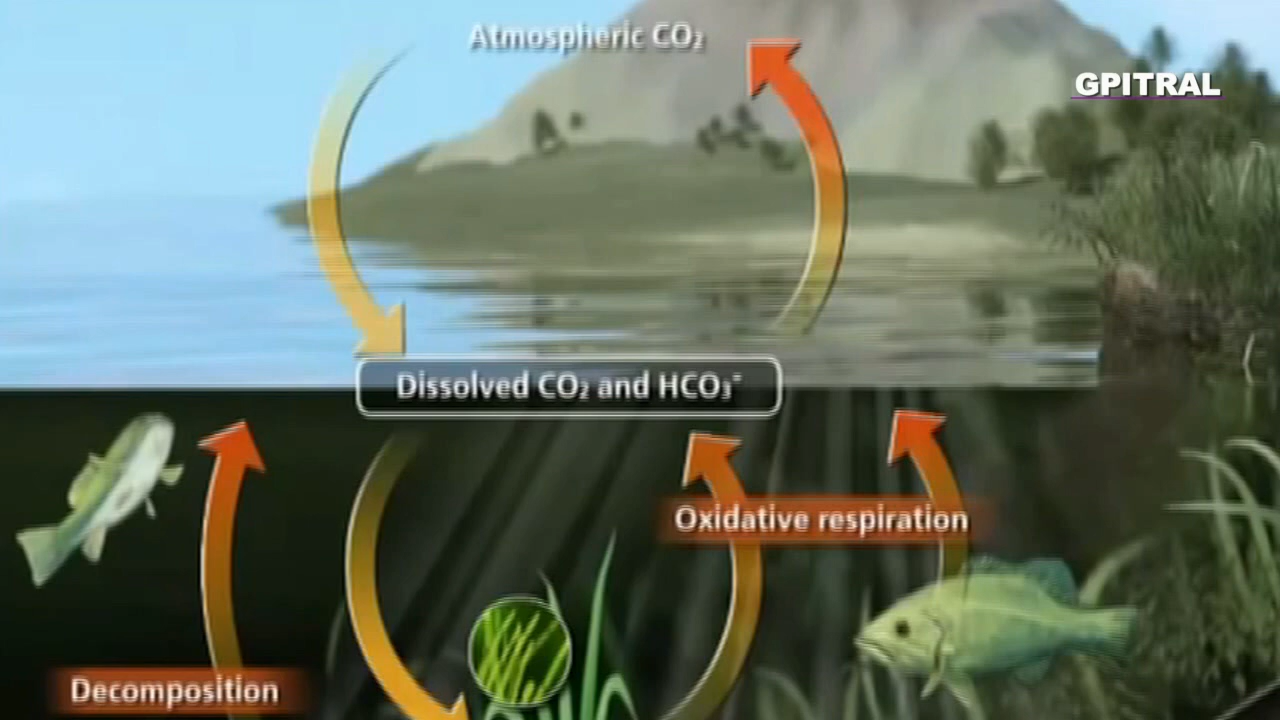 Atmospheric CO₂
GPITRAL
Dissolved CO₂ and HCO₃⁻
Oxidative respiration
Decomposition